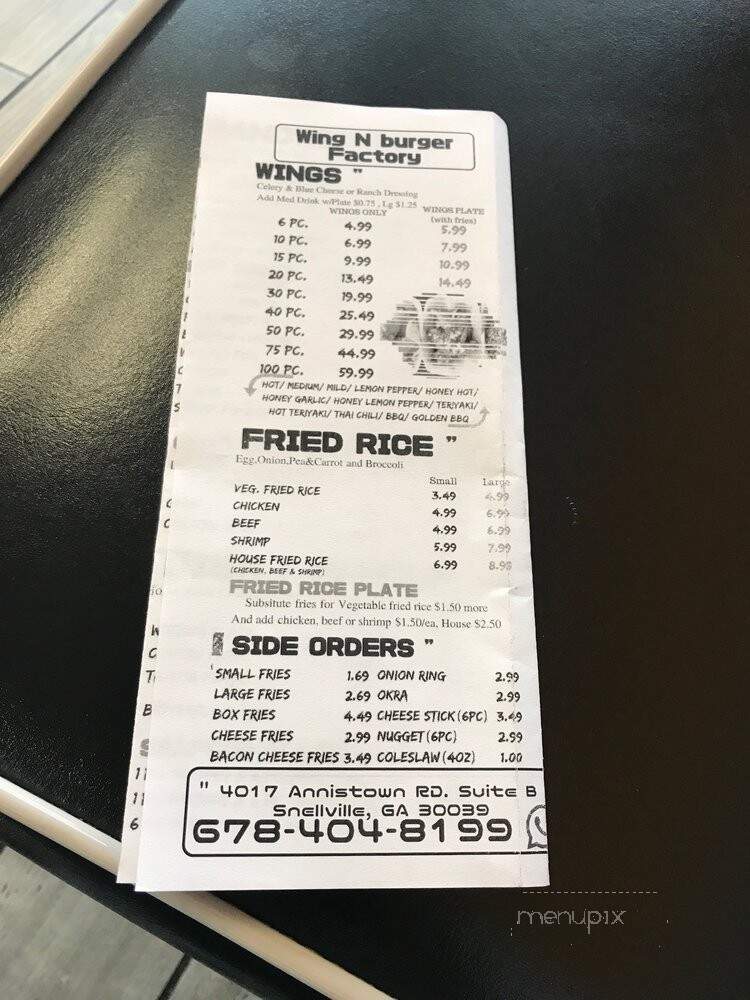 Wing N burger
Factory
WINGS "
Celery & Blue Cheese or Ranch Dressing
Add Med Drink w/Plate $0.75 , Lg $1.25
WINGS ONLY WINGS PLATE
(with fries)
6 PC. 4.99 5.99
10 PC. 6.99 7.99
15 PC. 9.99 10.99
20 PC. 13.49 14.49
30 PC. 19.99
40 PC. 25.49
50 PC. 29.99
75 PC. 44.99
100 PC. 59.99
HOT/ MEDIUM/ MILD/ LEMON PEPPER/ HONEY HOT/
HONEY GARLIC/ HONEY LEMON PEPPER/ TERIYAKI/
HOT TERIYAKI/ THAI CHILI/ BBQ/ GOLDEN BBQ
FRIED RICE "
Egg,Onion,Pea&Carrot and Broccoli
Small Large
VEG. FRIED RICE 3.49 4.99
CHICKEN 4.99 6.99
BEEF 4.99 6.99
SHRIMP 5.99 7.99
HOUSE FRIED RICE 6.99 8.99
(CHICKEN, BEEF & SHRIMP)
FRIED RICE PLATE
Subsitute fries for Vegetable fried rice $1.50 more
And add chicken, beef or shrimp $1.50/ea, House $2.50
SIDE ORDERS "
SMALL FRIES 1.69 ONION RING 2.99
LARGE FRIES 2.69 OKRA 2.99
BOX FRIES 4.49 CHEESE STICK (6PC) 3.49
CHEESE FRIES 2.99 NUGGET (6PC) 2.99
BACON CHEESE FRIES 3.49 COLESLAW (4OZ) 1.00
" 4017 Annistown RD. Suite B
Snellville, GA 30039
678-404-8199
menupix